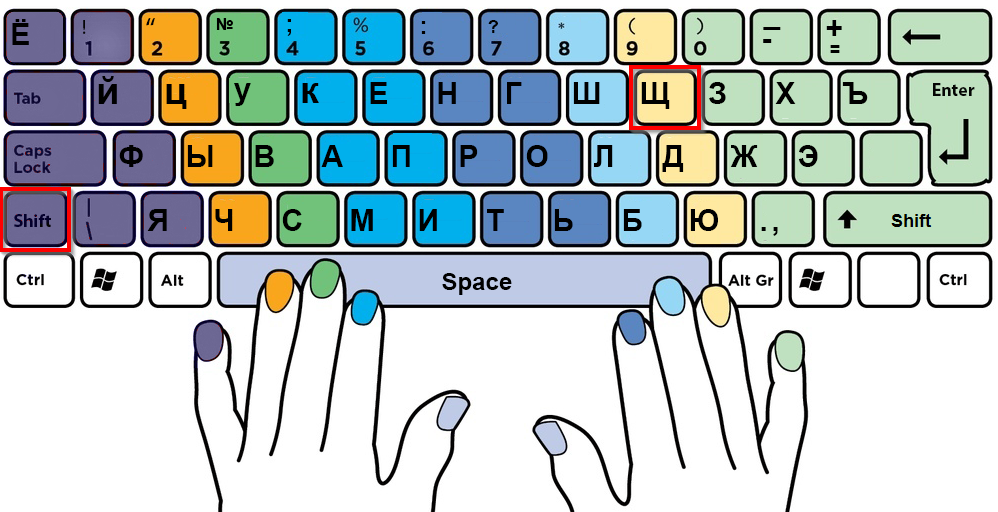 Ё ! 1 “ 2 № 3 ; 4 % 5 : 6 ? 7 * 8 ( 9 ) 0 — - + =
Tab Й Ц У К Е Н Г Ш Щ З Х Ъ Enter
Caps Lock Ф Ы В А П Р О Л Д Ж Э
Shift | \ Я Ч С М И Т Ь Б Ю . , Shift
Ctrl Alt Space Alt Gr Ctrl